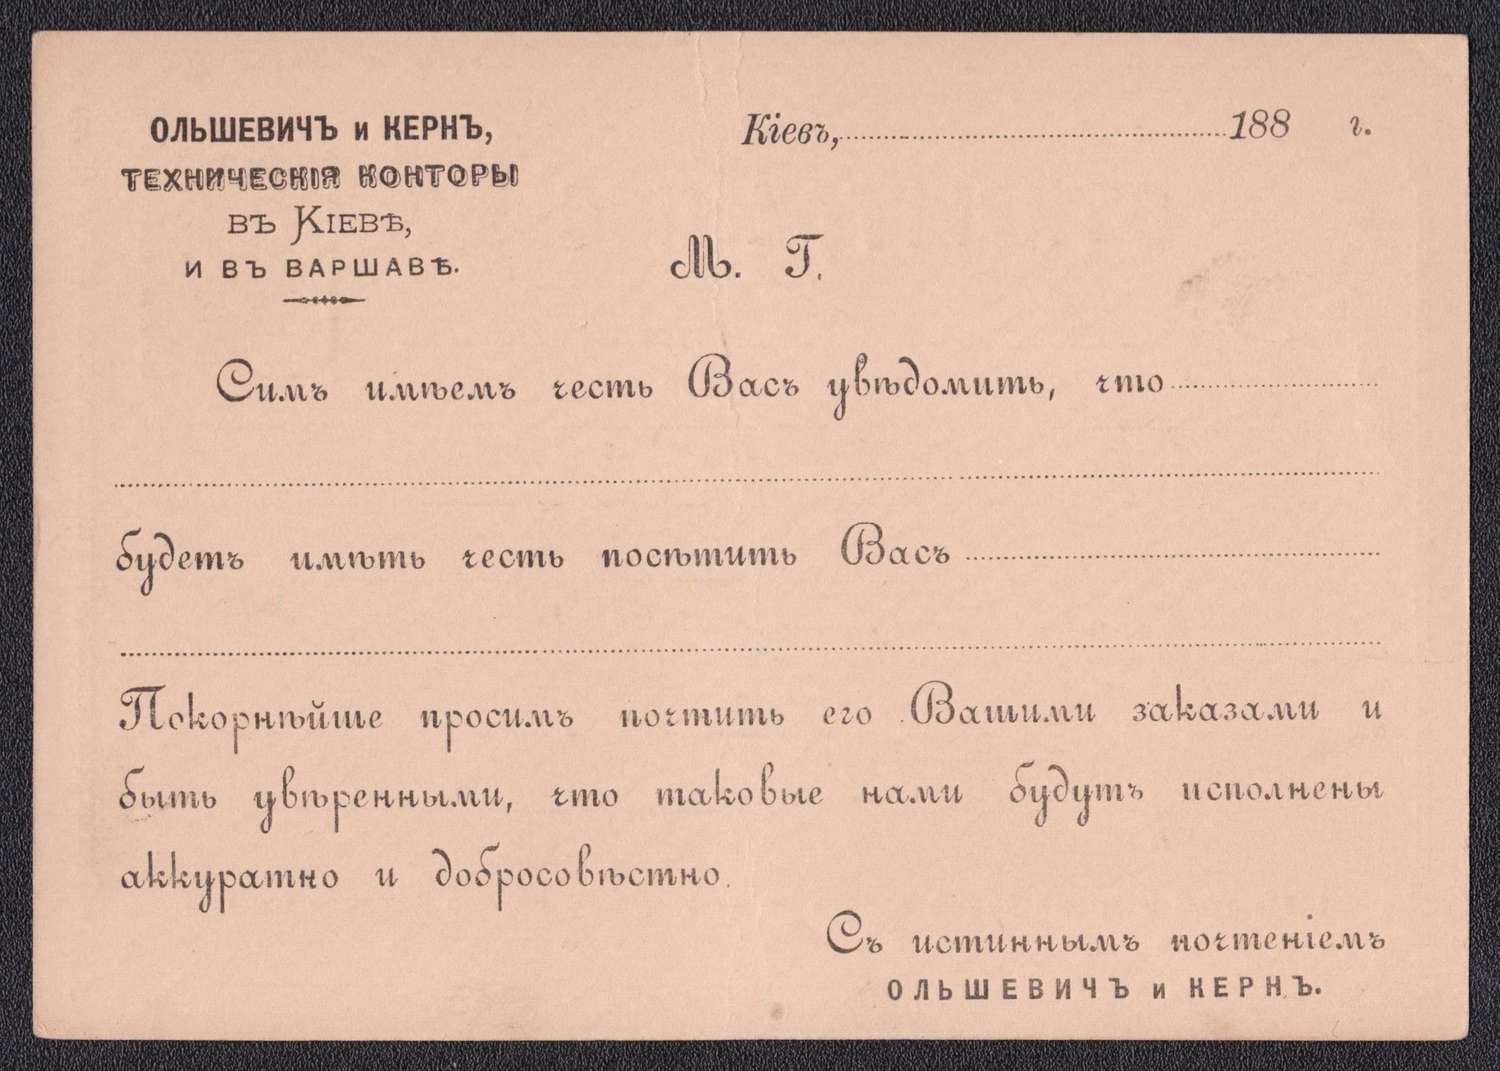 ОЛЬШЕВИЧЪ и КЕРНЪ,
ТЕХНИЧЕСКІЯ КОНТОРЫ
ВЪ КІЕВѢ,
И ВЪ ВАРШАВѢ.
Кіевъ, 188 г.
М. Г.
Симъ имѣемъ честь Васъ увѣдомить, что
будетъ имѣть честь посѣтить Васъ
Покорнѣйше просимъ почтить его Вашими заказами и
быть увѣренными, что таковые нами будутъ исполнены
аккуратно и добросовѣстно.
Съ истиннымъ почтеніемъ
ОЛЬШЕВИЧЪ и КЕРНЪ.